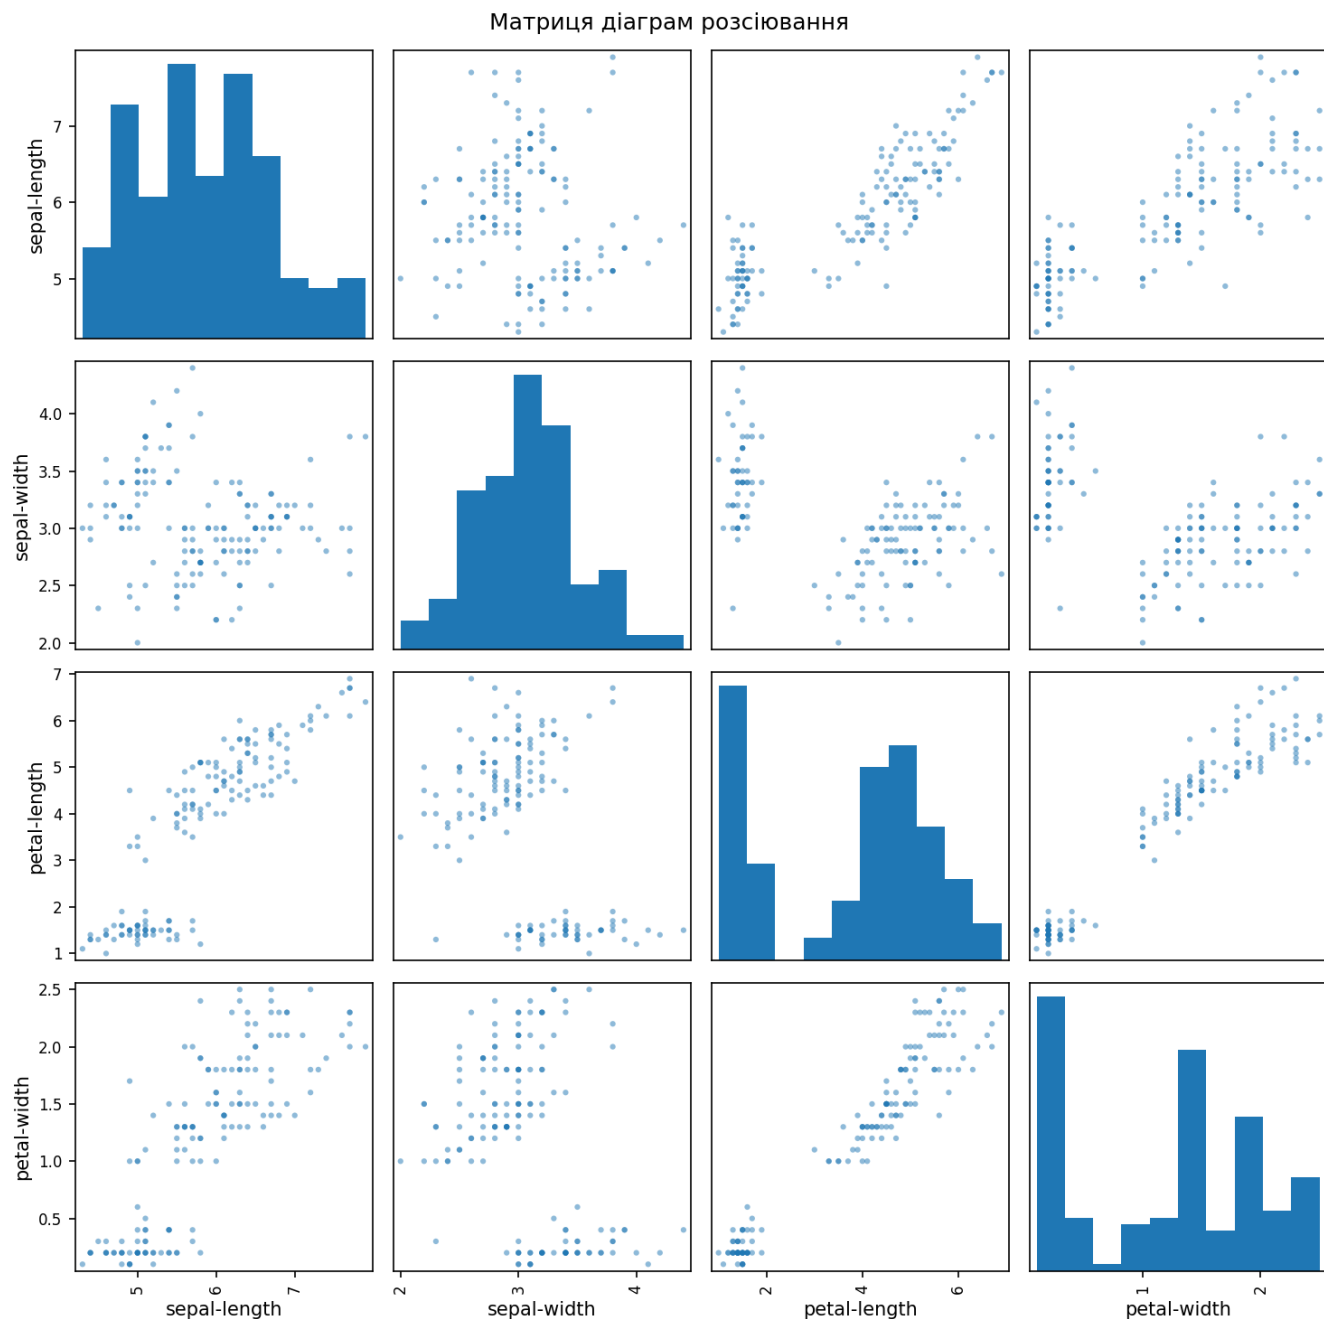 Матриця діаграм розсіювання
sepal-length
7
6
5
sepal-width
4.0
3.5
3.0
2.5
2.0
petal-length
7
6
5
4
3
2
1
petal-width
2.5
2.0
1.5
1.0
0.5
5 6 7
2 3 4
2 4 6
1 2
sepal-length sepal-width petal-length petal-width